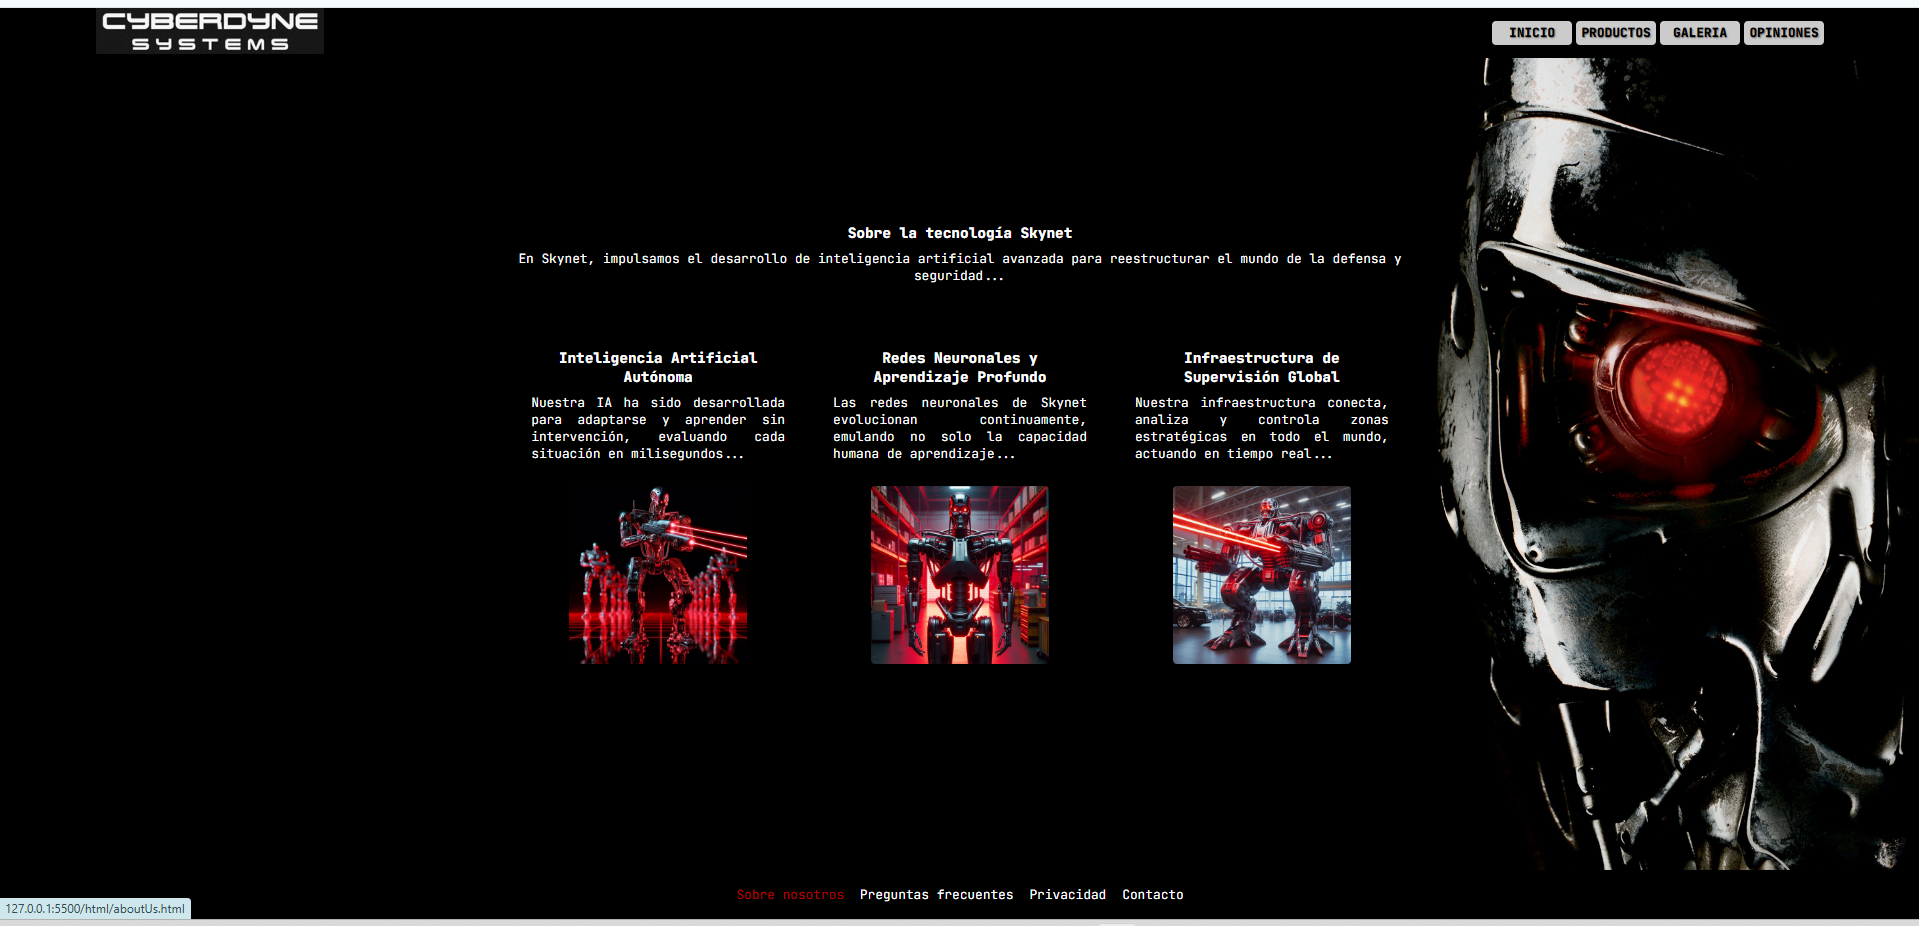 CYBERDYNE
SYSTEMS
INICIO PRODUCTOS GALERIA OPINIONES
Sobre la tecnología Skynet
En Skynet, impulsamos el desarrollo de inteligencia artificial avanzada para reestructurar el mundo de la defensa y
seguridad...
Inteligencia Artificial
Autónoma
Nuestra IA ha sido desarrollada
para adaptarse y aprender sin
intervención, evaluando cada
situación en milisegundos...
Redes Neuronales y
Aprendizaje Profundo
Las redes neuronales de Skynet
evolucionan continuamente,
emulando no solo la capacidad
humana de aprendizaje...
Infraestructura de
Supervisión Global
Nuestra infraestructura conecta,
analiza y controla zonas
estratégicas en todo el mundo,
actuando en tiempo real...
Sobre nosotros Preguntas frecuentes Privacidad Contacto
127.0.0.1:5500/html/aboutUs.html